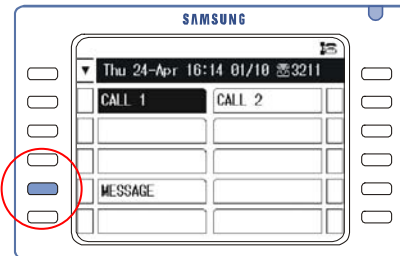 SAMSUNG
Thu 24-Apr 16:14 01/10 ☎3211
CALL 1 CALL 2
MESSAGE